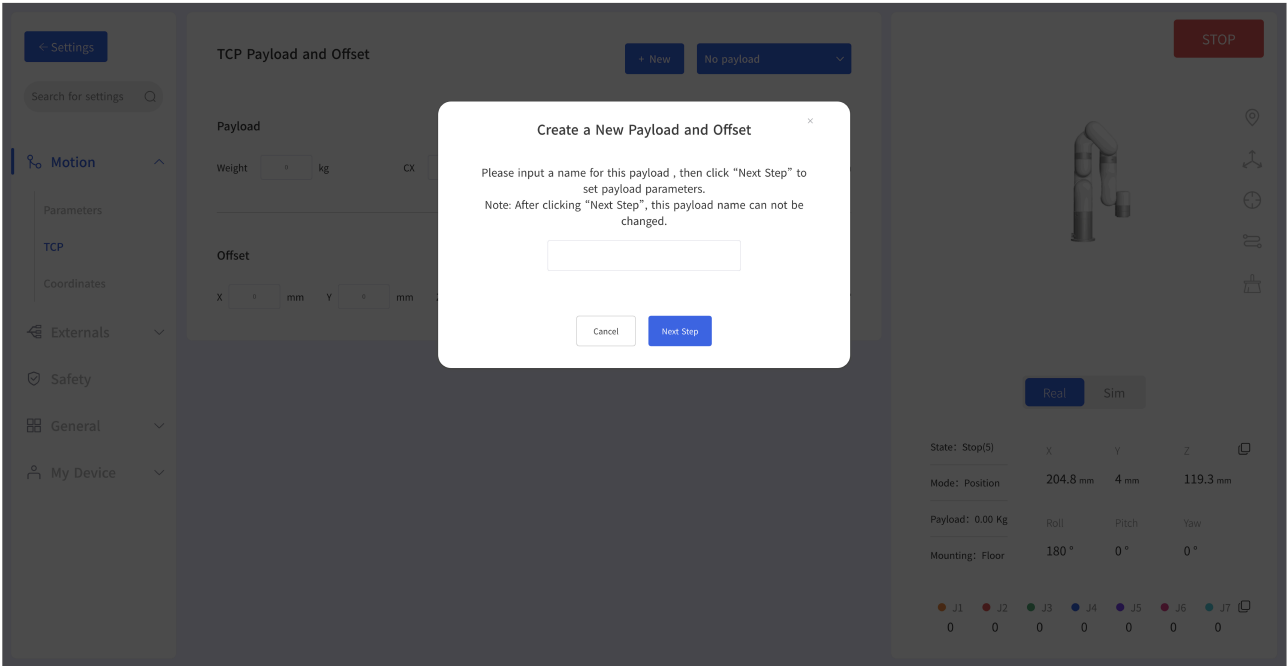 Settings
STOP
TCP Payload and Offset
+ New
No payload
Search for settings
Create a New Payload and Offset
Payload
Motion
Weight
0
kg
CX
Please input a name for this payload , then click “Next Step” to
set payload parameters.
Note: After clicking “Next Step”, this payload name can not be
changed.
Parameters
TCP
Offset
Coordinates
X
0
mm
Y
0
mm
Externals
Cancel
Next Step
Safety
Real
Sim
General
State: Stop(5)
X
Y
Z
My Device
Mode: Position
204.8 mm
4 mm
119.3 mm
Payload: 0.00 Kg
Roll
Pitch
Yaw
Mounting: Floor
180 °
0 °
0 °
J1
J2
J3
J4
J5
J6
J7
0
0
0
0
0
0
0